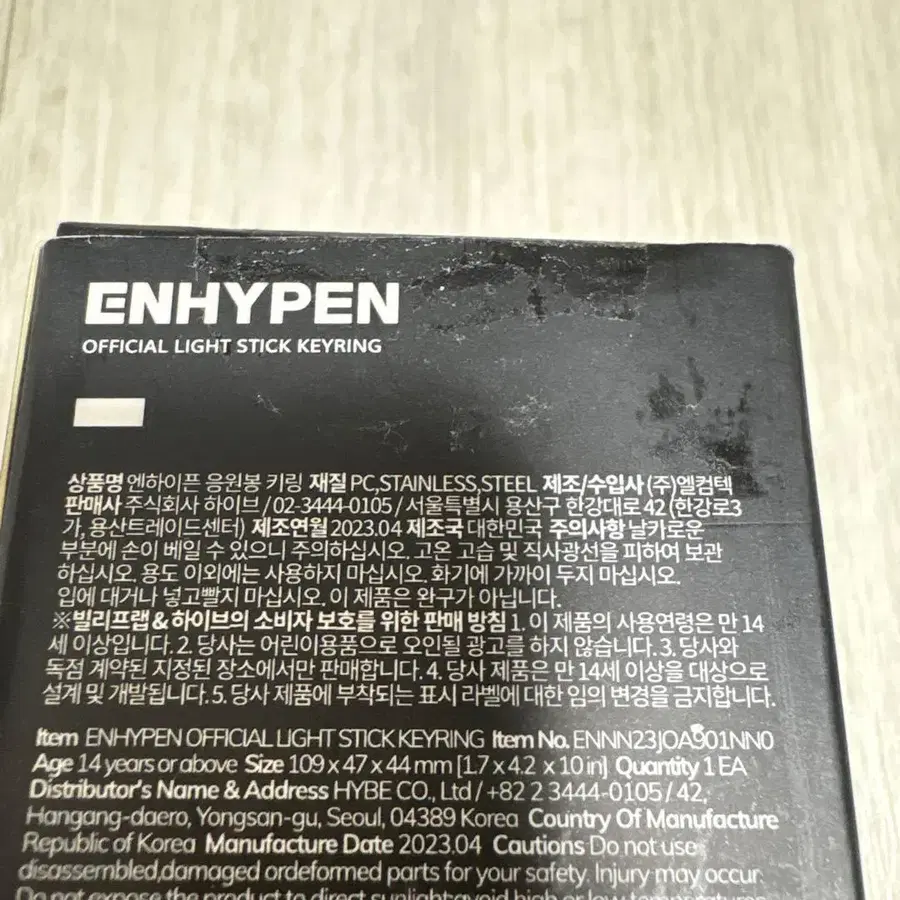 ENHYPEN
OFFICIAL LIGHT STICK KEYRING
상품명 엔하이픈 응원봉 키링 재질 PC,STAINLESS,STEEL 제조/수입사 (주)엘컴텍
판매사 주식회사 하이브 / 02-3444-0105 / 서울특별시 용산구 한강대로 42 (한강로3
가, 용산트레이드센터) 제조연월 2023.04 제조국 대한민국 주의사항 날카로운
부분에 손이 베일 수 있으니 주의하십시오. 고온 고습 및 직사광선을 피하여 보관
하십시오. 용도 이외에는 사용하지 마십시오. 화기에 가까이 두지 마십시오.
입에 대거나 넣고빨지 마십시오. 이 제품은 완구가 아닙니다.
※빌리프랩 & 하이브의 소비자 보호를 위한 판매 방침 1. 이 제품의 사용연령은 만 14
세 이상입니다. 2. 당사는 어린이용품으로 오인될 광고를 하지 않습니다. 3. 당사와
독점 계약된 지정된 장소에서만 판매합니다. 4. 당사 제품은 만 14세 이상을 대상으로
설계 및 개발됩니다. 5. 당사 제품에 부착되는 표시 라벨에 대한 임의 변경을 금지합니다.
Item ENHYPEN OFFICIAL LIGHT STICK KEYRING Item No. ENNN23JOA901NN0
Age 14 years or above Size 109 x 47 x 44 mm [1.7 x 4.2 x 10 in] Quantity 1 EA
Distributor's Name & Address HYBE CO., Ltd / +82 2 3444-0105 / 42,
Hangang-daero, Yongsan-gu, Seoul, 04389 Korea Country Of Manufacture
Republic of Korea Manufacture Date 2023.04 Cautions Do not use
disassembled,damaged ordeformed parts for your safety. Injury may occur.
Do not expose the product to direct sunlight,avoid high or low temperatures